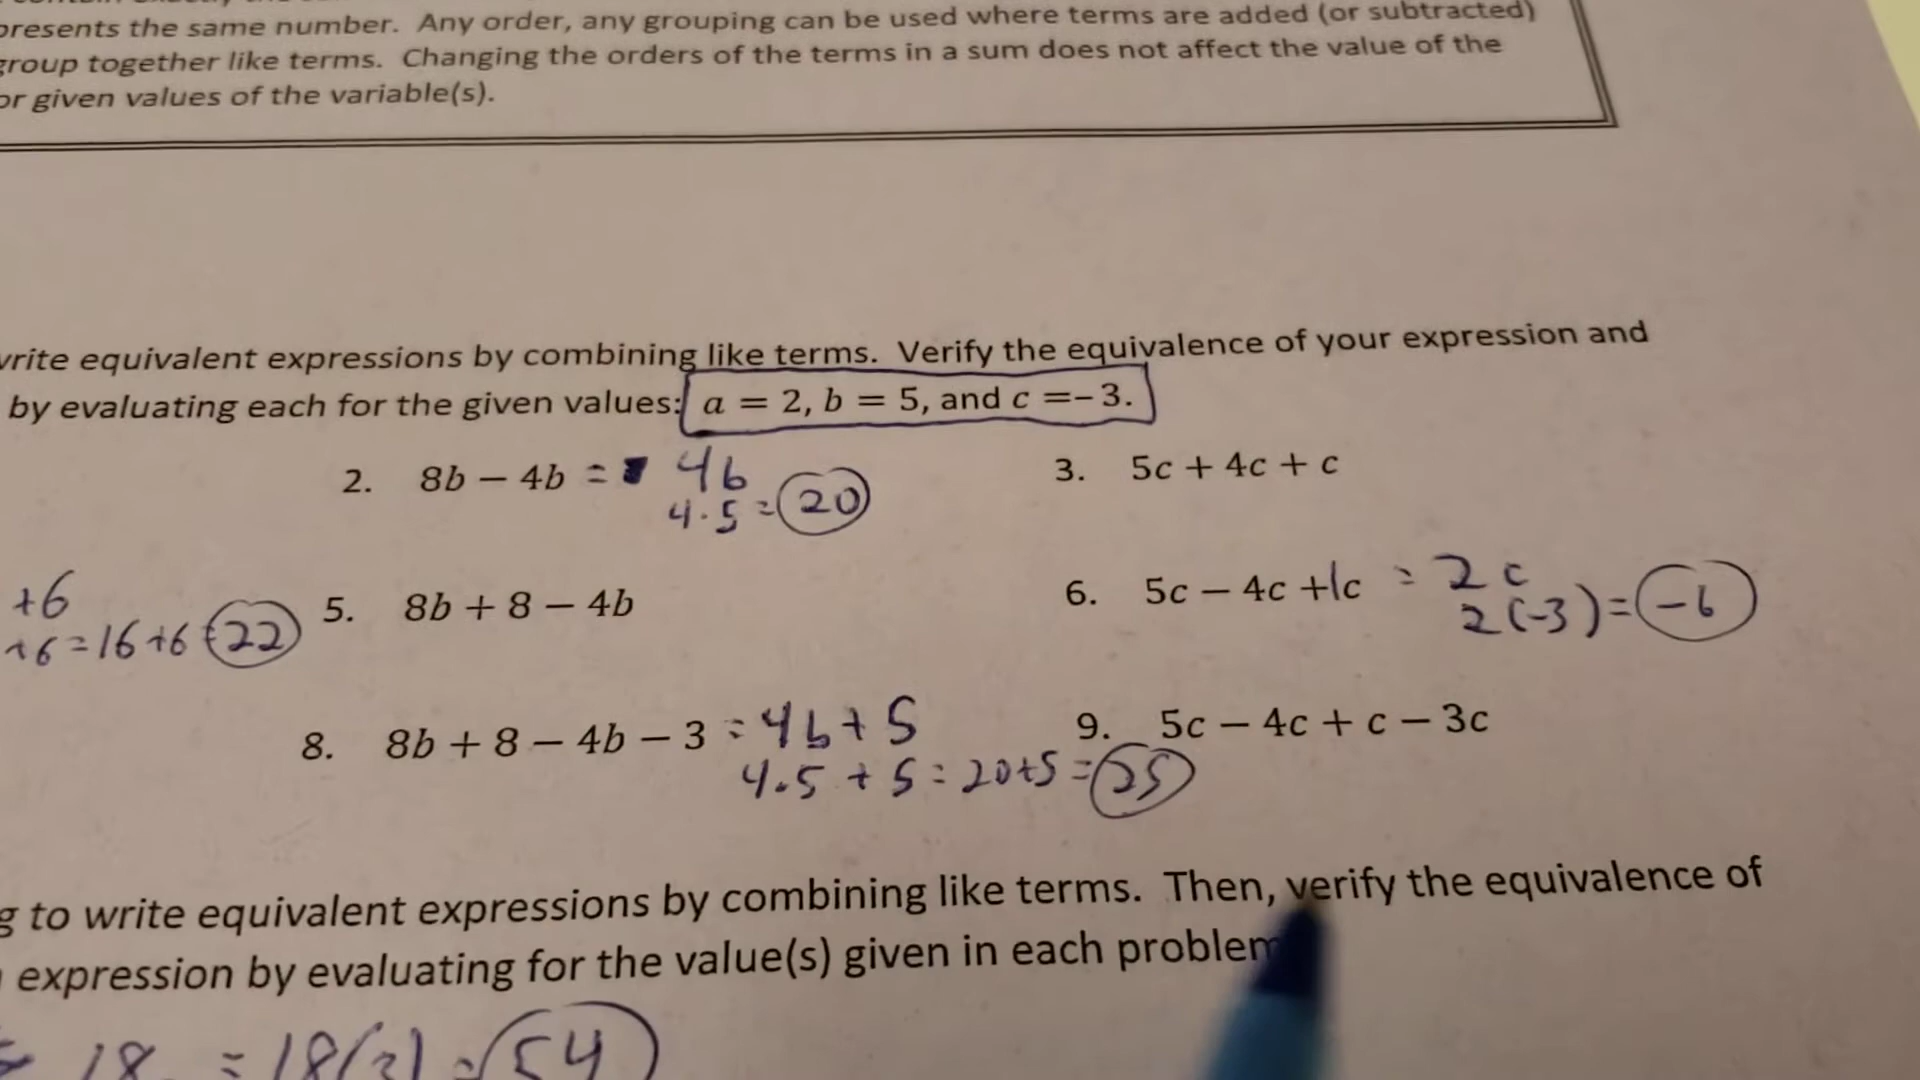 presents the same number. Any order, any grouping can be used where terms are added (or subtracted)
group together like terms. Changing the orders of the terms in a sum does not affect the value of the
or given values of the variable(s).
write equivalent expressions by combining like terms. Verify the equivalence of your expression and
by evaluating each for the given values: a = 2, b = 5, and c =– 3.
2. 8b − 4b = 4b
4·5 = 20
3. 5c + 4c + c
+6
+6 = 16 +6 = 22
5. 8b + 8 − 4b
6. 5c − 4c + 1c = 2c
2(-3) = -6
8. 8b + 8 − 4b − 3 = 4b + 5
4·5 + 5 = 20+5 = 25
9. 5c − 4c + c − 3c
g to write equivalent expressions by combining like terms. Then, verify the equivalence of
expression by evaluating for the value(s) given in each problem
18 = 18(3) = 54